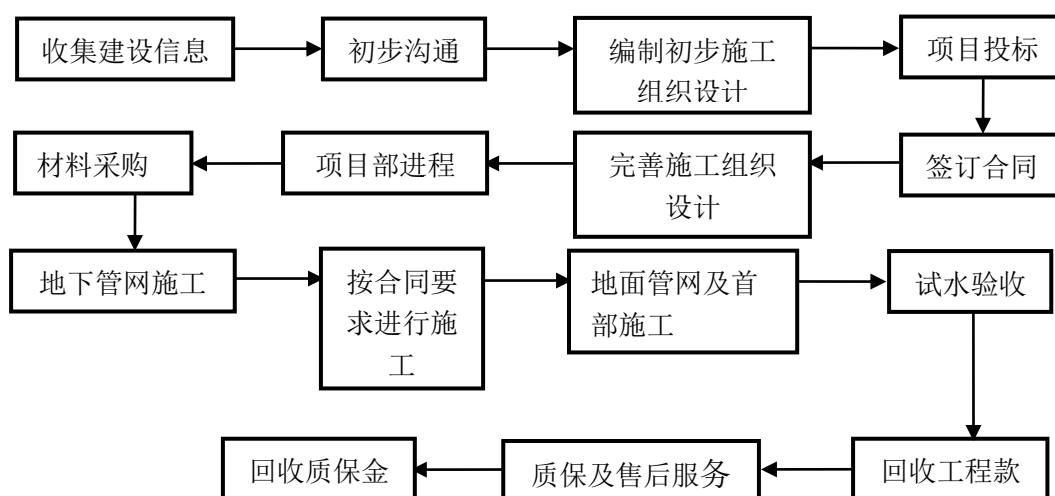 收集建设信息
初步沟通
编制初步施工
组织设计
项目投标
签订合同
完善施工组织
设计
项目部进程
材料采购
地下管网施工
按合同要
求进行施
工
地面管网及首
部施工
试水验收
回收工程款
质保及售后服务
回收质保金